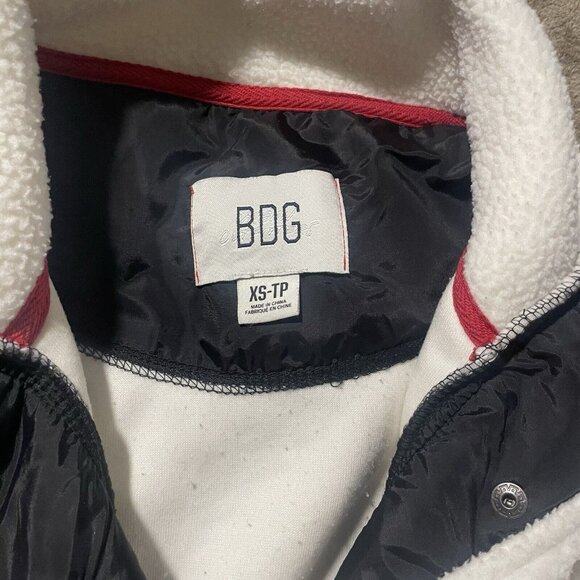 BDG
XS-TP
MADE IN CHINA
FABRIQUÉ EN CHINE